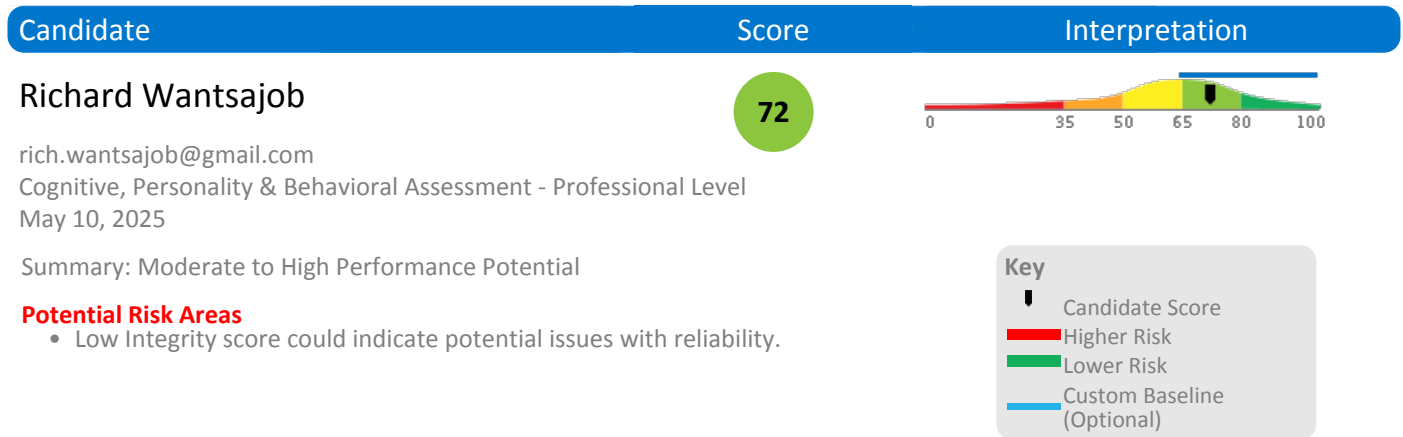 Candidate Score Interpretation
Richard Wantsajob
72
0 35 50 65 80 100
rich.wantsajob@gmail.com
Cognitive, Personality & Behavioral Assessment - Professional Level
May 10, 2025
Summary: Moderate to High Performance Potential
Potential Risk Areas
• Low Integrity score could indicate potential issues with reliability.
Key
Candidate Score
Higher Risk
Lower Risk
Custom Baseline
(Optional)